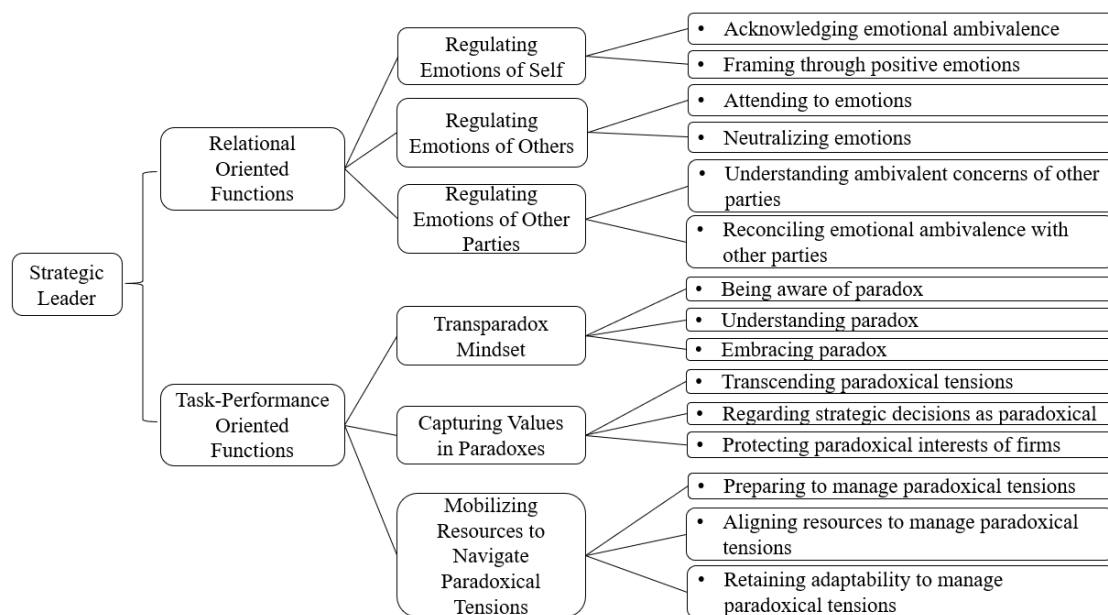 Strategic
Leader
Relational
Oriented
Functions
Regulating
Emotions of Self
• Acknowledging emotional ambivalence
• Framing through positive emotions
Regulating
Emotions of Others
• Attending to emotions
• Neutralizing emotions
Regulating
Emotions of Other
Parties
• Understanding ambivalent concerns of other
parties
• Reconciling emotional ambivalence with
other parties
Task-Performance
Oriented
Functions
Transparadox
Mindset
• Being aware of paradox
• Understanding paradox
• Embracing paradox
Capturing Values
in Paradoxes
• Transcending paradoxical tensions
• Regarding strategic decisions as paradoxical
• Protecting paradoxical interests of firms
Mobilizing
Resources to
Navigate
Paradoxical
Tensions
• Preparing to manage paradoxical tensions
• Aligning resources to manage paradoxical
tensions
• Retaining adaptability to manage
paradoxical tensions